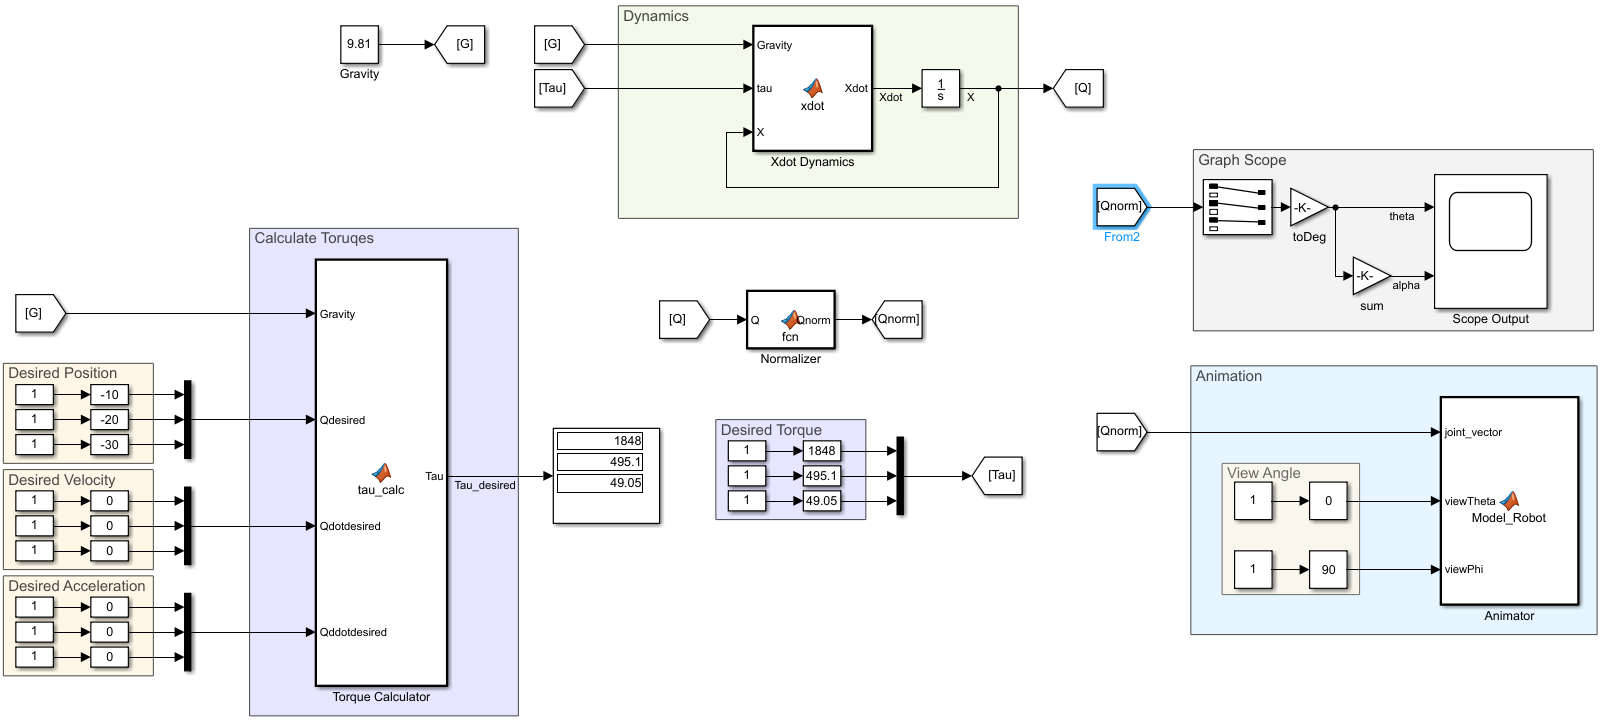 9.81
Gravity
[G]
Dynamics
[G]
[Tau]
Gravity
tau
X
xdot
Xdot
Xdot Dynamics
Xdot
1
s
X
[Q]
Graph Scope
[Qnorm]
From2
-K-
toDeg
theta
-K-
sum
alpha
Scope Output
Calculate Toruqes
[G]
Gravity
Desired Position
1
-10
1
-20
1
-30
Qdesired
Desired Velocity
1
0
1
0
1
0
Qdotdesired
Desired Acceleration
1
0
1
0
1
0
Qddotdesired
tau_calc
Tau
Torque Calculator
Tau_desired
1848
495.1
49.05
[Q]
Q
Qnorm
fcn
Normalizer
[Qnorm]
Desired Torque
1
1848
1
495.1
1
49.05
[Tau]
Animation
[Qnorm]
joint_vector
View Angle
1
0
viewTheta
Model_Robot
1
90
viewPhi
Animator